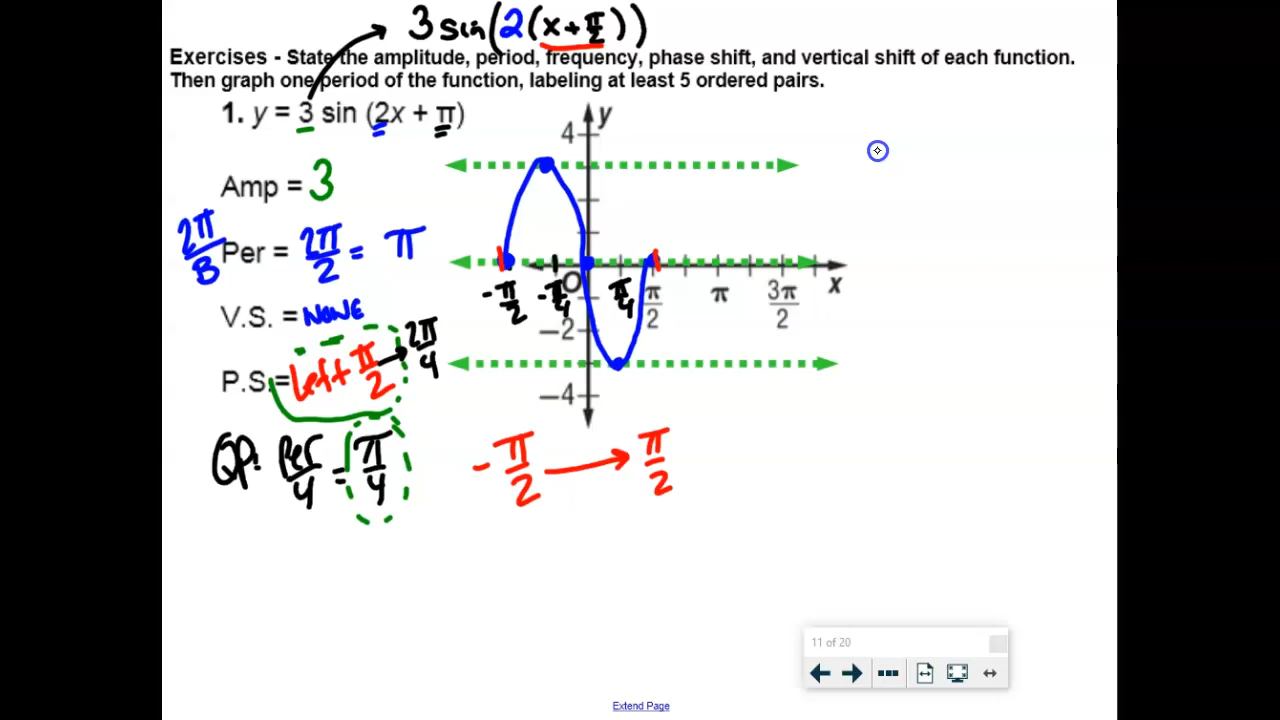 3 sin(2(x + π/2))
Exercises - State the amplitude, period, frequency, phase shift, and vertical shift of each function.
Then graph one period of the function, labeling at least 5 ordered pairs.
1. y = 3 sin (2x + π)
Amp = 3
2π/B Per = 2π/2 = π
V.S. = NONE
P.S. = Left π/2 → 2π/4
QP: Per/4 = π/4
4 y
-π/2 -π/4 O π/4 π/2 π 3π/2 x
−2
−4
-π/2 → π/2
11 of 20
Extend Page